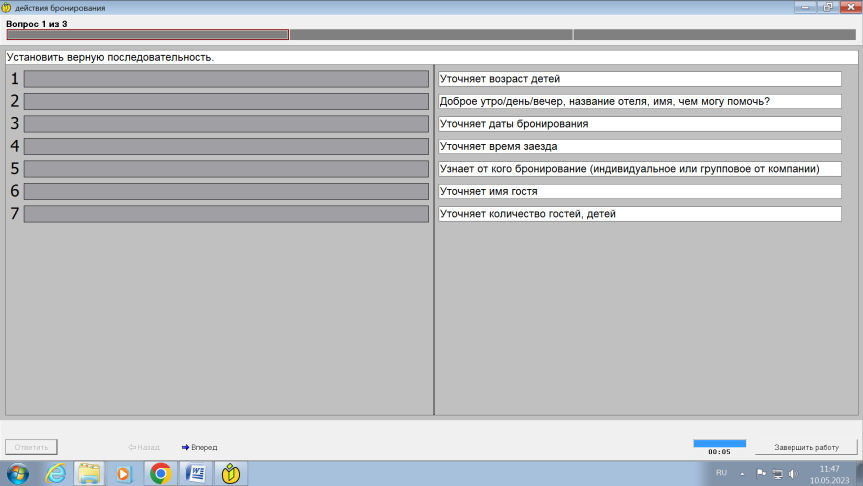 действия бронирования
Вопрос 1 из 3
Установить верную последовательность.
1
2
3
4
5
6
7
Уточняет возраст детей
Доброе утро/день/вечер, название отеля, имя, чем могу помочь?
Уточняет даты бронирования
Уточняет время заезда
Узнает от кого бронирование (индивидуальное или групповое от компании)
Уточняет имя гостя
Уточняет количество гостей, детей
Ответить
Назад
Вперед
00:05
Завершить работу
RU
11:47
10.05.2023